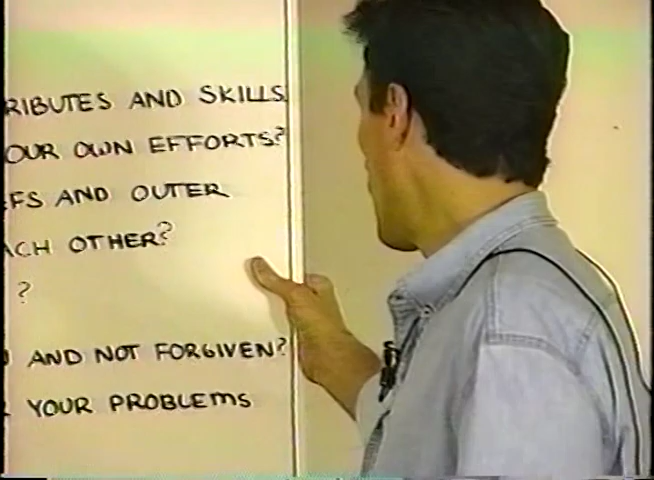 RIBUTES AND SKILLS
OUR OWN EFFORTS?
EFS AND OUTER
ACH OTHER?
?
AND NOT FORGIVEN?
YOUR PROBLEMS